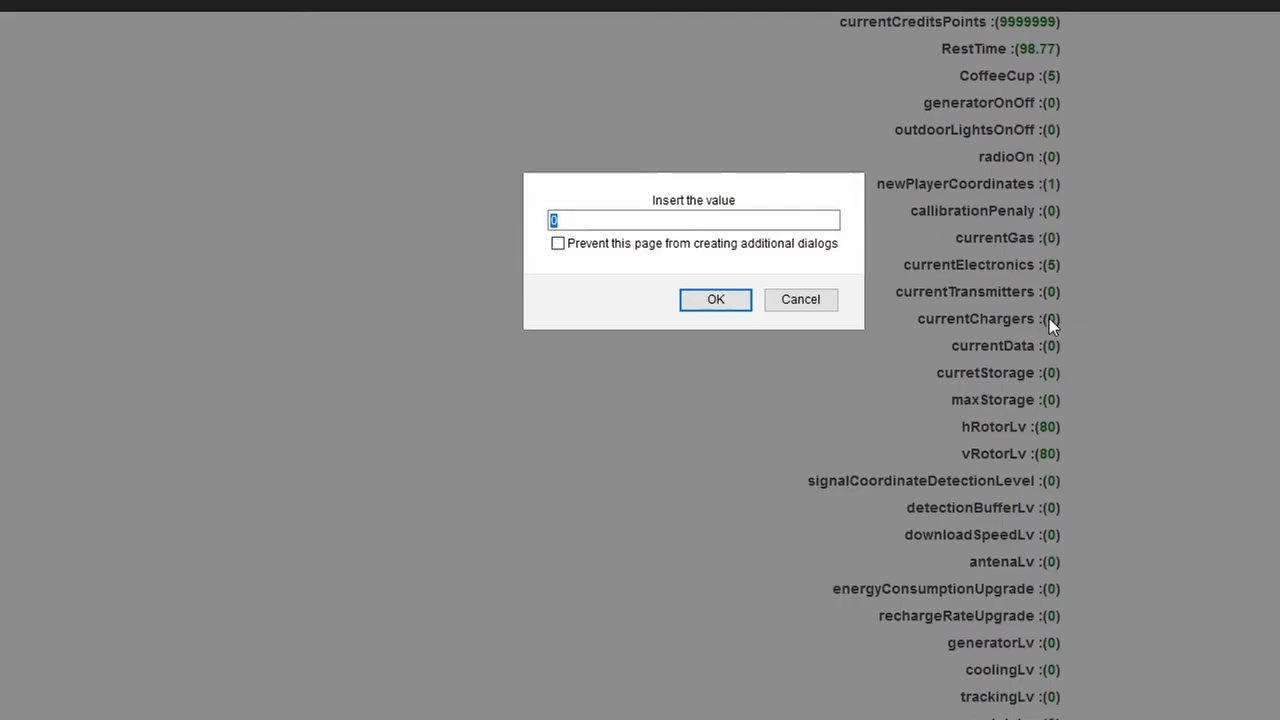 currentCreditsPoints :(9999999)
RestTime :(98.77)
CoffeeCup :(5)
generatorOnOff :(0)
outdoorLightsOnOff :(0)
radioOn :(0)
newPlayerCoordinates :(1)
callibrationPenaly :(0)
currentGas :(0)
currentElectronics :(5)
currentTransmitters :(0)
currentChargers :(0)
currentData :(0)
curretStorage :(0)
maxStorage :(0)
hRotorLv :(80)
vRotorLv :(80)
signalCoordinateDetectionLevel :(0)
detectionBufferLv :(0)
downloadSpeedLv :(0)
antenaLv :(0)
energyConsumptionUpgrade :(0)
rechargeRateUpgrade :(0)
generatorLv :(0)
coolingLv :(0)
trackingLv :(0)
Insert the value
0
Prevent this page from creating additional dialogs
OK
Cancel